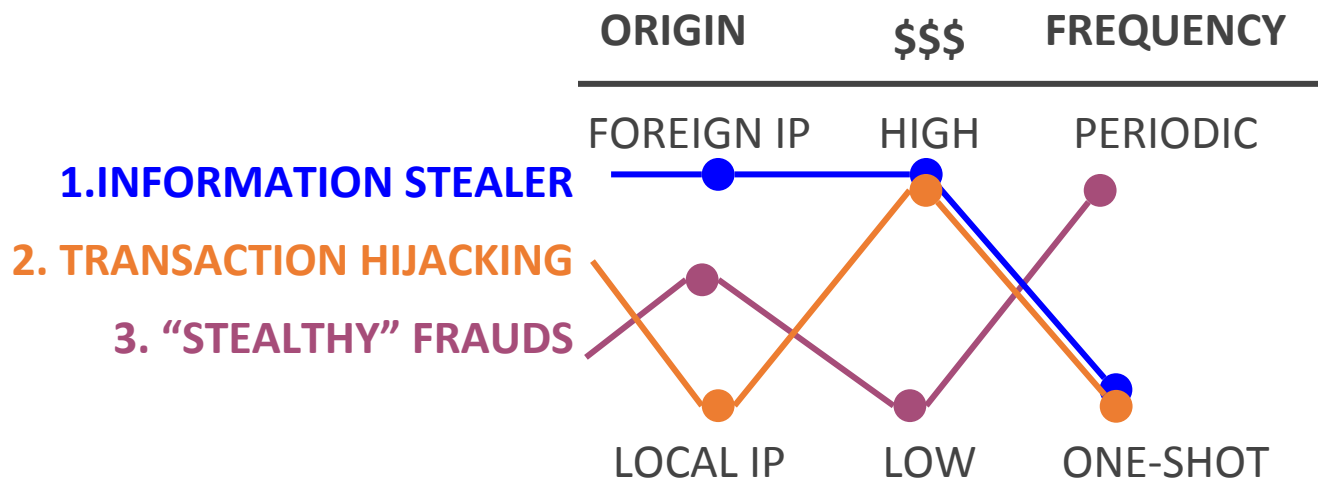 ORIGIN $$$ FREQUENCY
FOREIGN IP HIGH PERIODIC
1.INFORMATION STEALER
2. TRANSACTION HIJACKING
3. “STEALTHY” FRAUDS
LOCAL IP LOW ONE-SHOT